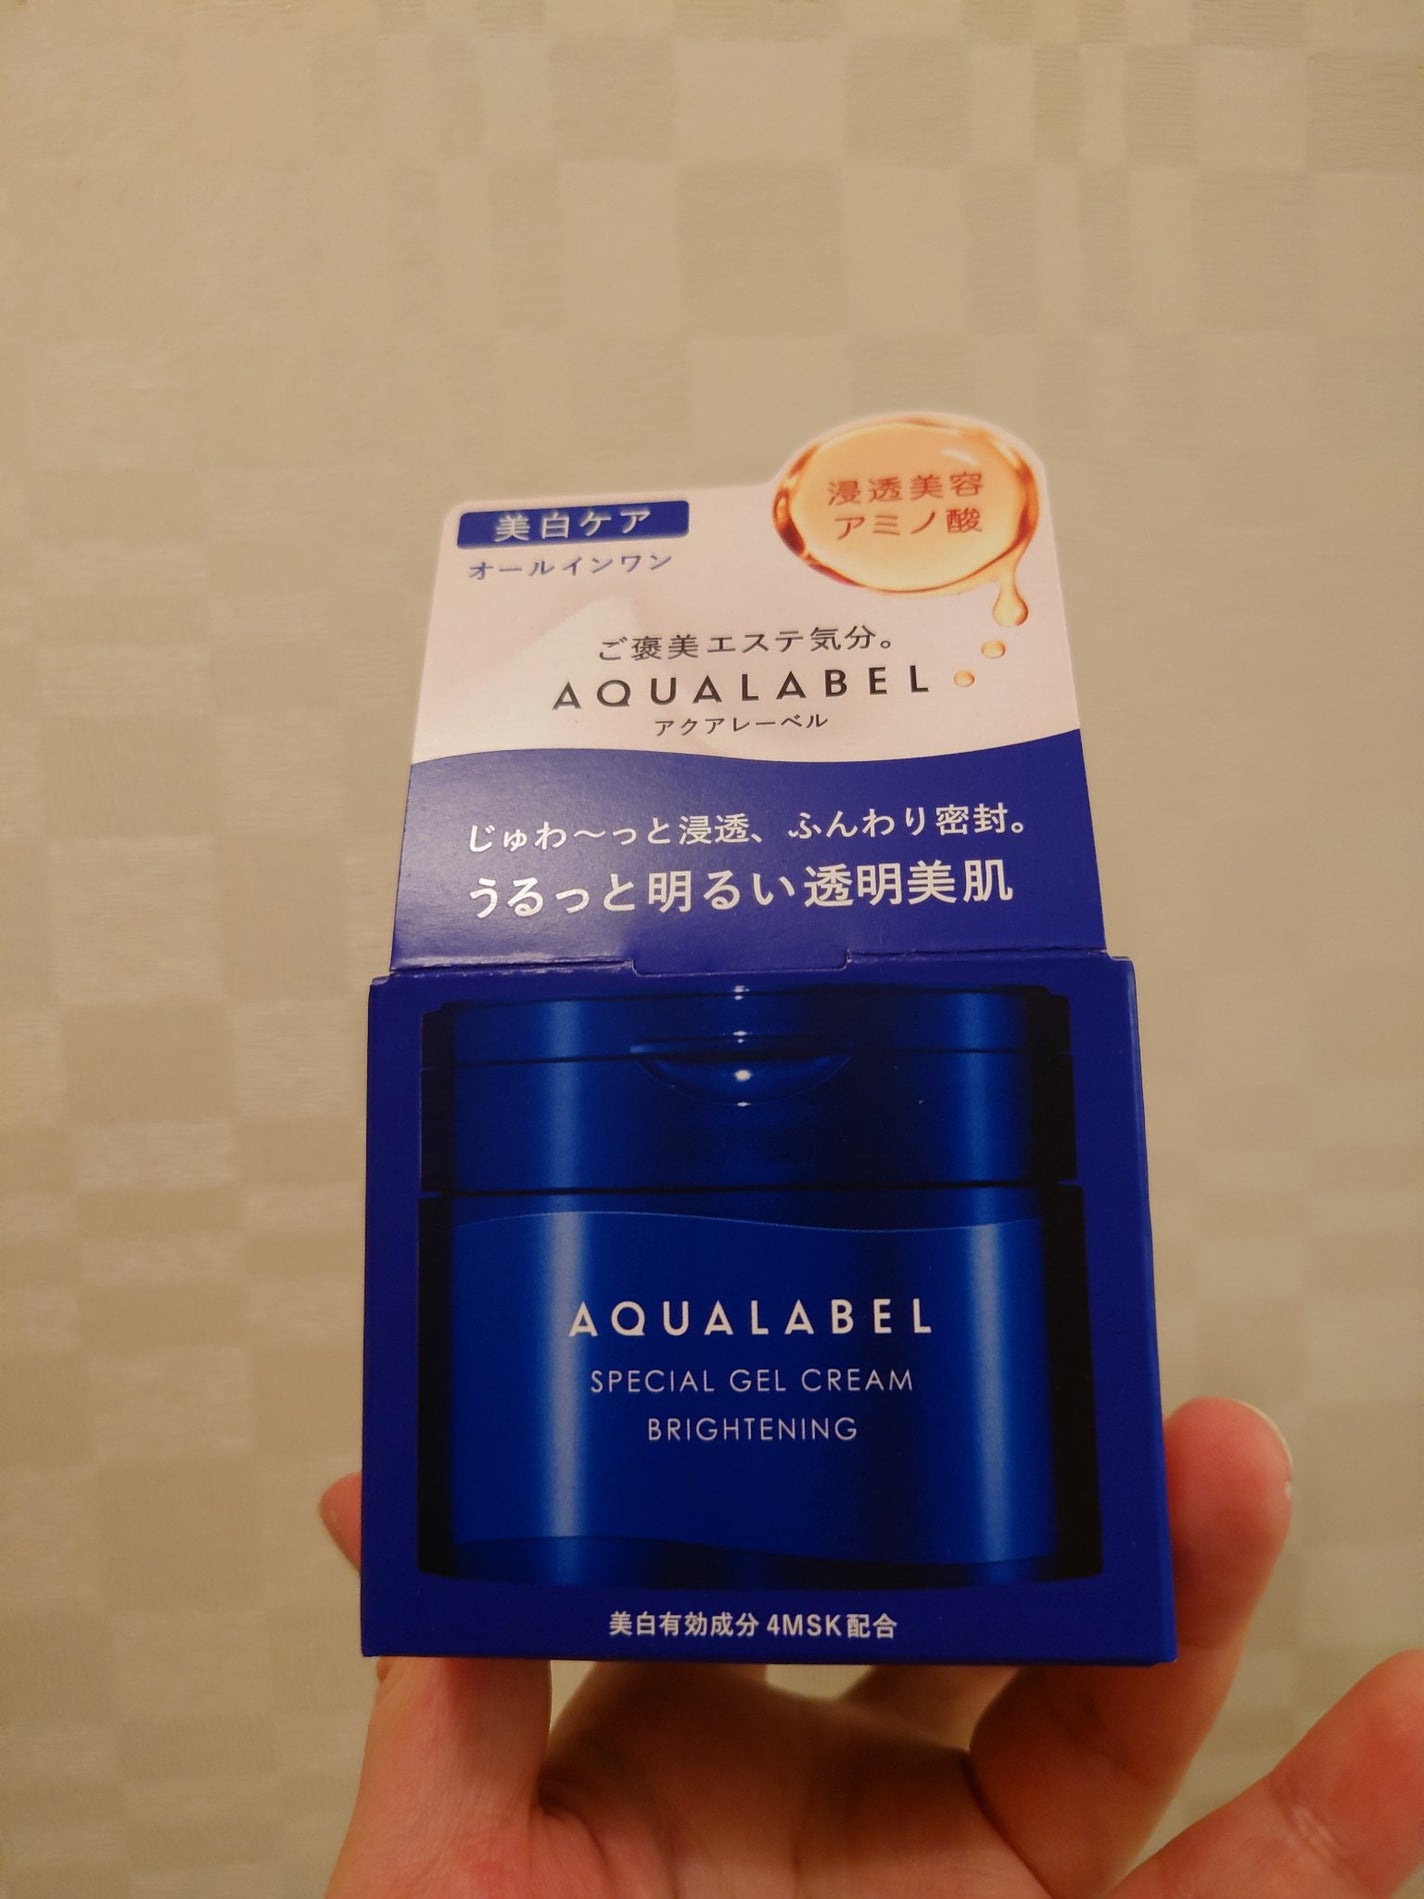 美白ケア
オールインワン
浸透美容
アミノ酸
ご褒美エステ気分。
AQUALABEL
アクアレーベル
じゅわ～っと浸透、ふんわり密封。
うるっと明るい透明美肌
AQUALABEL
SPECIAL GEL CREAM
BRIGHTENING
美白有効成分 4MSK配合